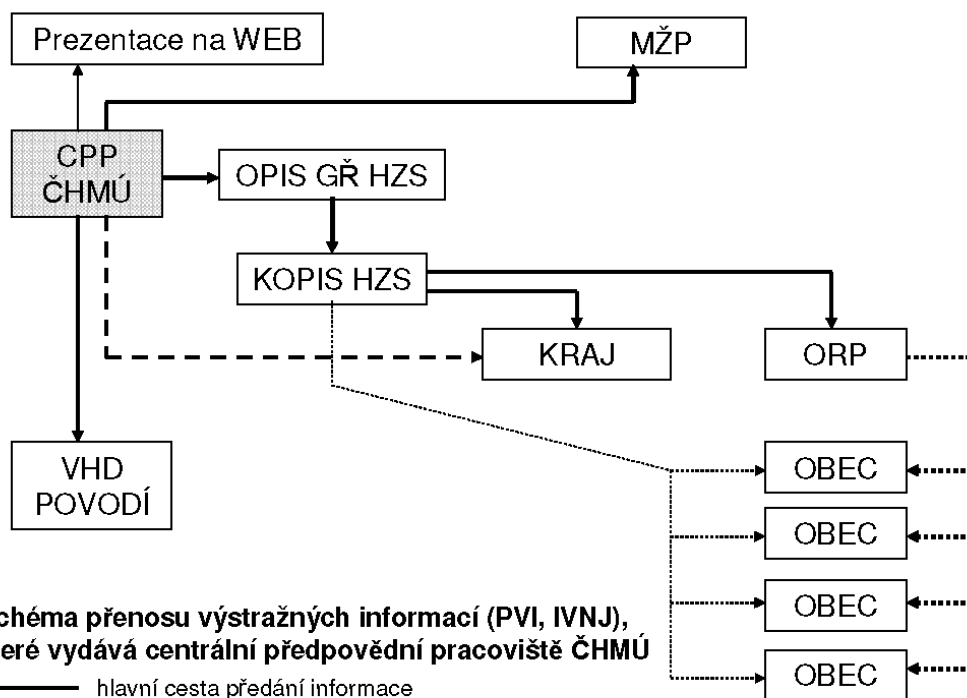 Prezentace na WEB
MŽP
CPP
ČHMÚ
OPIS GŘ HZS
KOPIS HZS
KRAJ
ORP
VHD
POVODÍ
OBEC
OBEC
OBEC
OBEC
chéma přenosu výstražných informací (PVI, IVNJ),
eré vydává centrální předpovědní pracoviště ČHMÚ
hlavní cesta předání informace